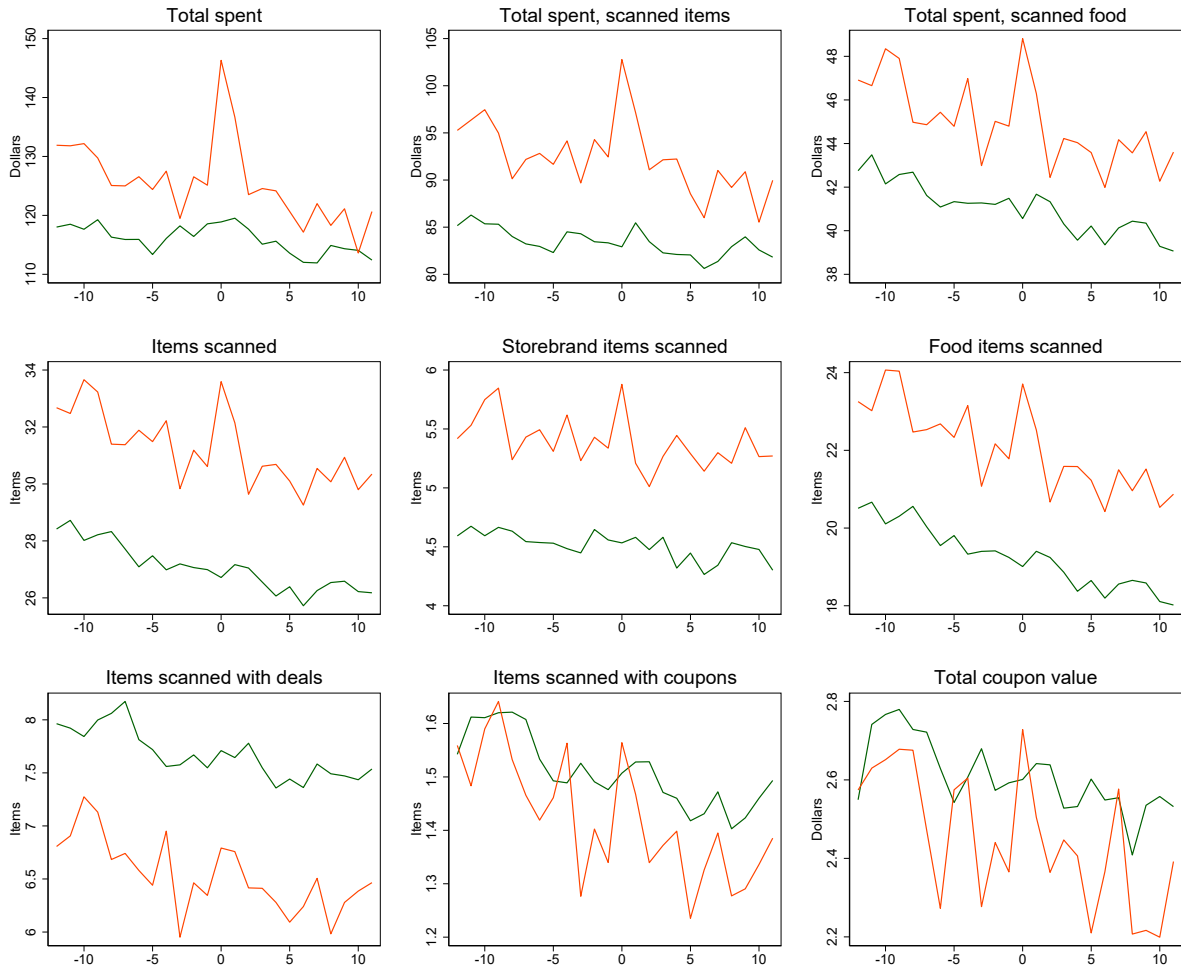 Total spent
Dollars
150
140
130
120
110
-10 -5 0 5 10
Total spent, scanned items
105
100
95
90
85
80
-10 -5 0 5 10
Total spent, scanned food
Dollars
48
46
44
42
40
38
-10 -5 0 5 10
Items scanned
Items
34
32
30
28
26
-10 -5 0 5 10
Storebrand items scanned
Items
6
5.5
5
4.5
4
-10 -5 0 5 10
Food items scanned
Items
24
22
20
18
-10 -5 0 5 10
Items scanned with deals
Items
8
7.5
7
6.5
6
-10 -5 0 5 10
Items scanned with coupons
Items
1.6
1.5
1.4
1.3
1.2
-10 -5 0 5 10
Total coupon value
Dollars
2.8
2.6
2.4
2.2
-10 -5 0 5 10